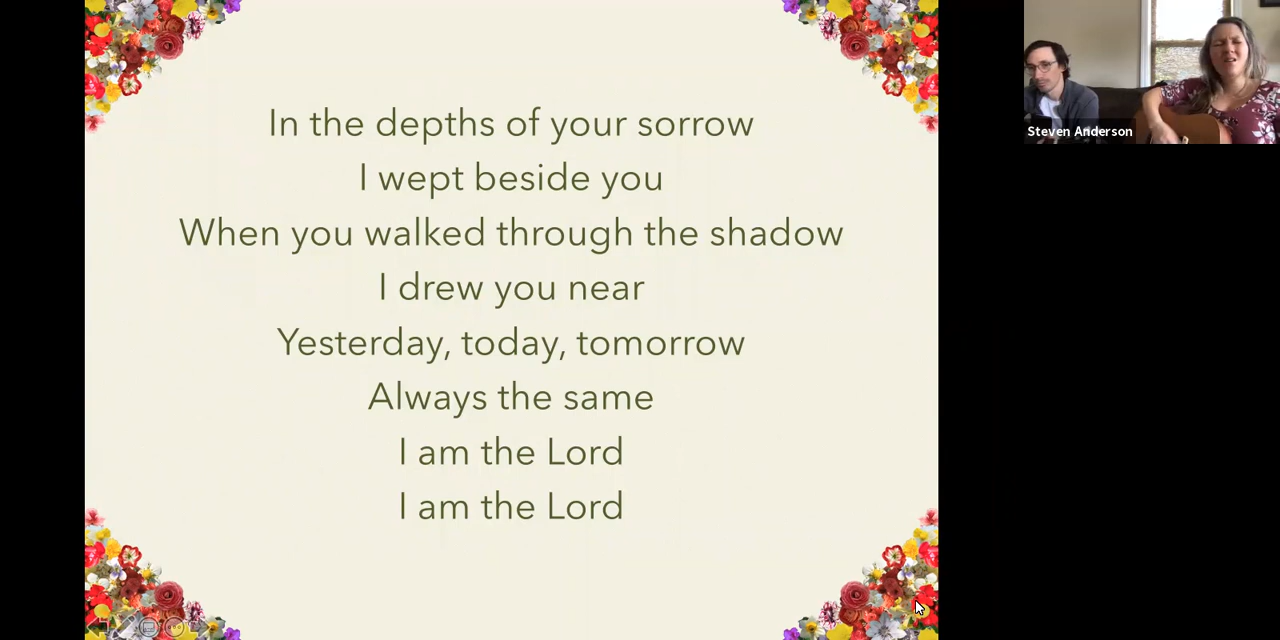 In the depths of your sorrow
I wept beside you
When you walked through the shadow
I drew you near
Yesterday, today, tomorrow
Always the same
I am the Lord
I am the Lord
Steven Anderson